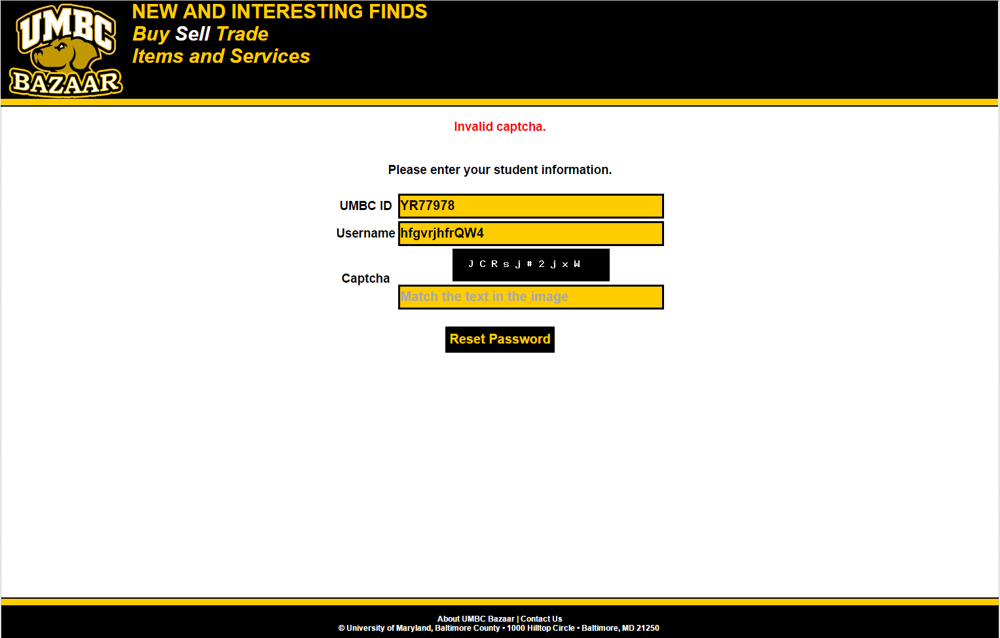 UMBC
BAZAAR
NEW AND INTERESTING FINDS
Buy Sell Trade
Items and Services
Invalid captcha.
Please enter your student information.
UMBC ID YR77978
Username hfgvrjhfrQW4
JCRsj#2jxW
Captcha
Match the text in the image
Reset Password
About UMBC Bazaar | Contact Us
© University of Maryland, Baltimore County • 1000 Hilltop Circle • Baltimore, MD 21250